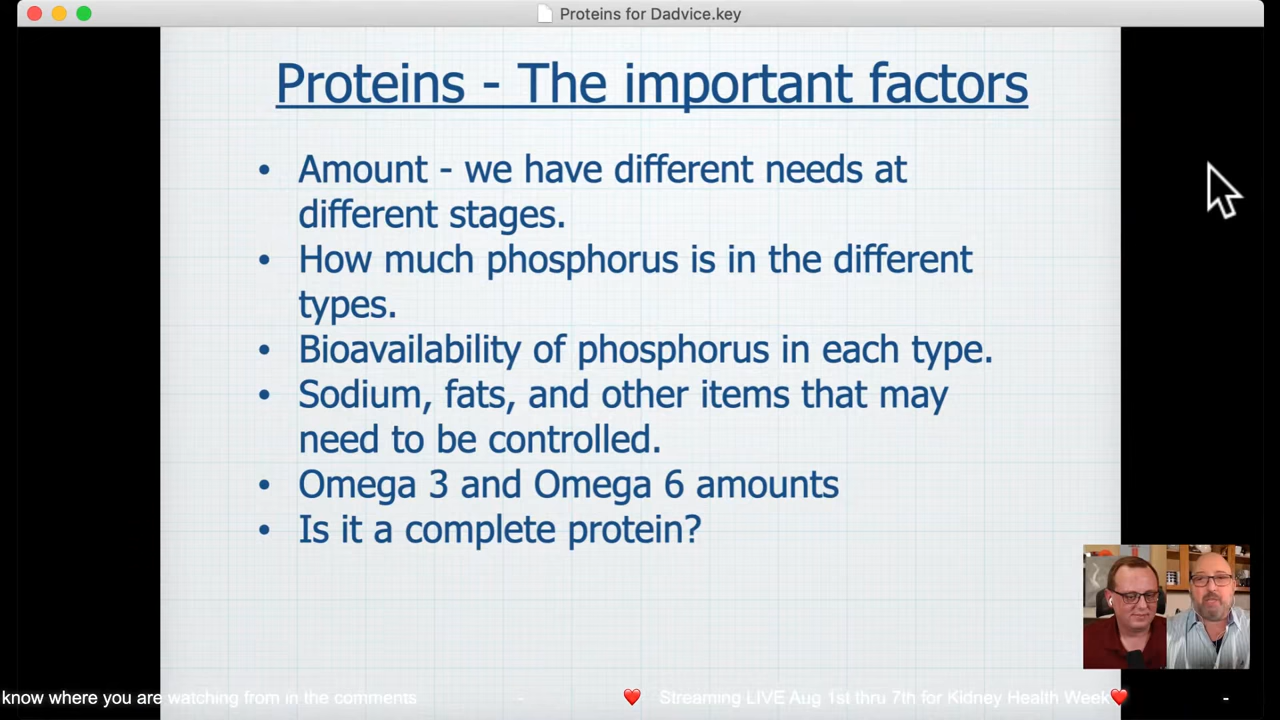 Proteins for Dadvice.key
Proteins - The important factors
• Amount - we have different needs at
different stages.
• How much phosphorus is in the different
types.
• Bioavailability of phosphorus in each type.
• Sodium, fats, and other items that may
need to be controlled.
• Omega 3 and Omega 6 amounts
• Is it a complete protein?
know where you are watching from in the comments - ❤️ Streaming LIVE Aug 1st thru 7th for Kidney Health Week❤️ -